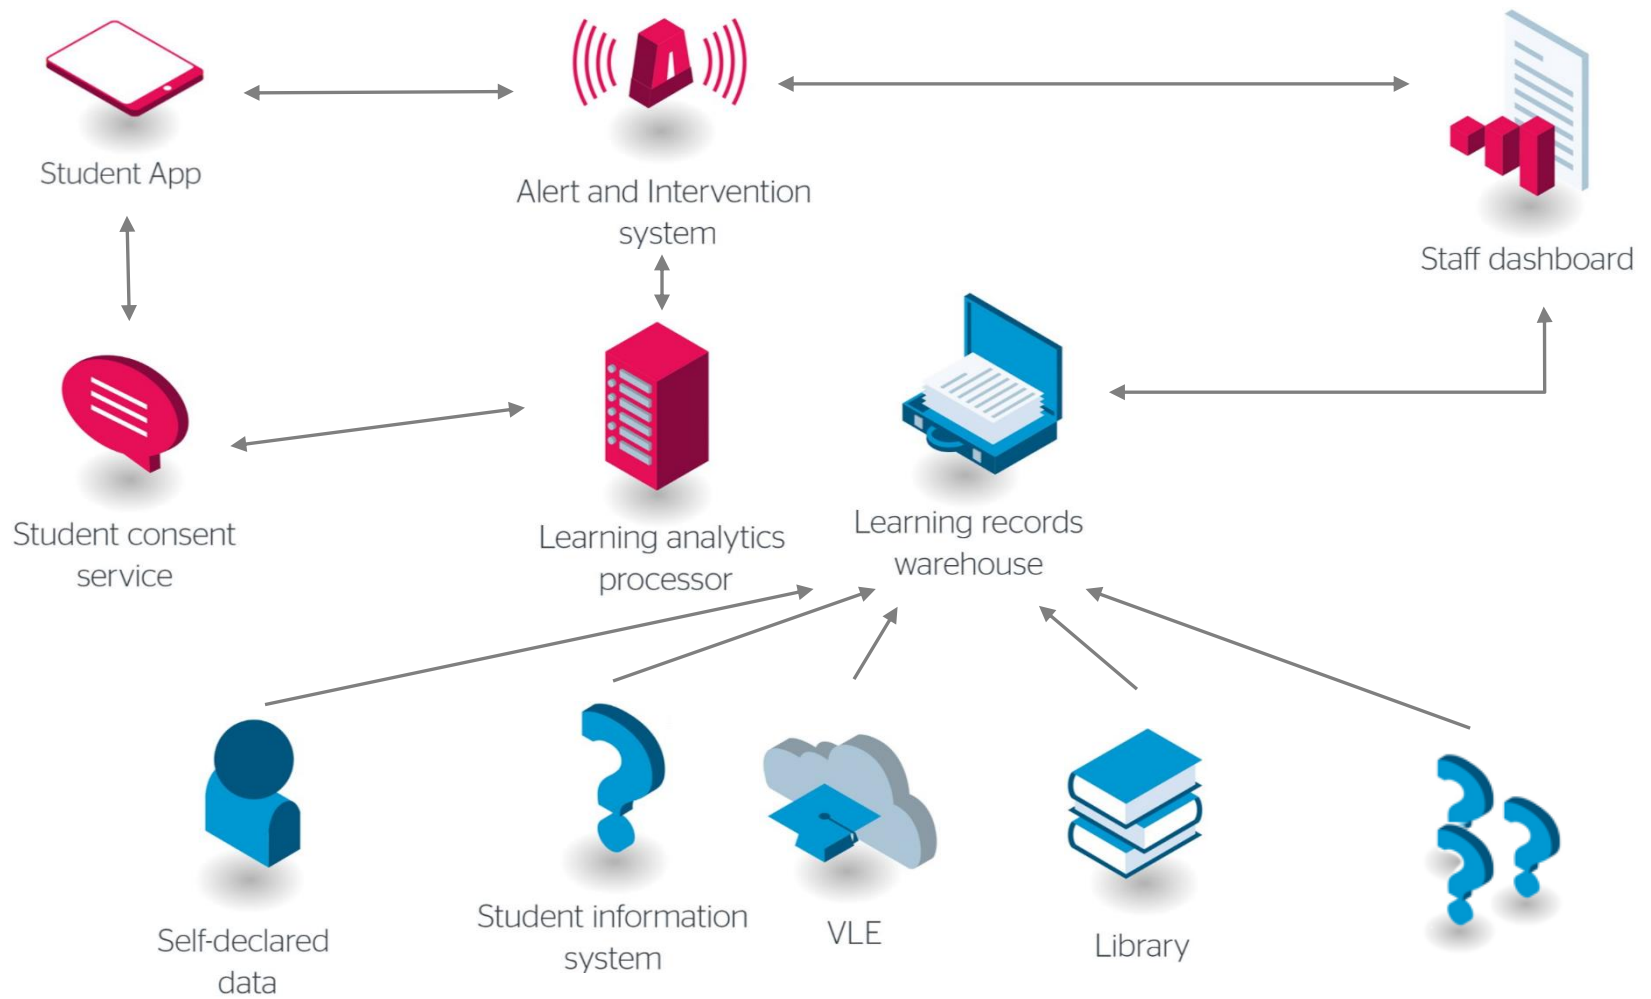 Student App
Alert and Intervention
system
Staff dashboard
Student consent
service
Learning analytics
processor
Learning records
warehouse
Self-declared
data
Student information
system
VLE
Library